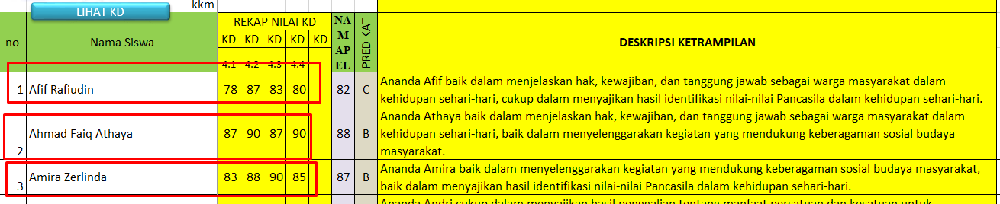 LIHAT KD
kkm
no
Nama Siswa
REKAP NILAI KD
KD KD KD KD KD
4.1 4.2 4.3 4.4
NA
M
AP
EL
PREDIKAT
DESKRIPSI KETRAMPILAN
1 Afif Rafiudin 78 87 83 80 82 C
Ananda Afif baik dalam menjelaskan hak, kewajiban, dan tanggung jawab sebagai warga masyarakat dalam
kehidupan sehari-hari, cukup dalam menyajikan hasil identifikasi nilai-nilai Pancasila dalam kehidupan sehari-hari.
2 Ahmad Faiq Athaya 87 90 87 90 88 B
Ananda Athaya baik dalam menjelaskan hak, kewajiban, dan tanggung jawab sebagai warga masyarakat dalam
kehidupan sehari-hari, baik dalam menyelenggarakan kegiatan yang mendukung keberagaman sosial budaya
masyarakat.
3 Amira Zerlinda 83 88 90 85 87 B
Ananda Amira baik dalam menyelenggarakan kegiatan yang mendukung keberagaman sosial budaya masyarakat,
baik dalam menyajikan hasil identifikasi nilai-nilai Pancasila dalam kehidupan sehari-hari.
Ananda Andri cukup dalam menyajikan hasil penggalian tentang manfaat persatuan dan kesatuan untuk